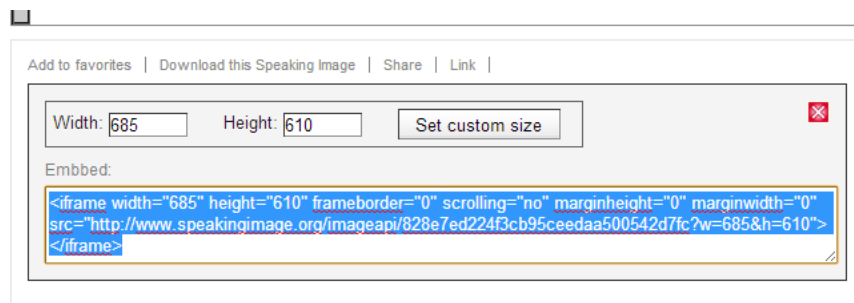 Add to favorites | Download this Speaking Image | Share | Link |
Width: 685 Height: 610 Set custom size
Embbed:
<iframe width="685" height="610" frameborder="0" scrolling="no" marginheight="0" marginwidth="0"
src="http://www.speakingimage.org/imageapi/828e7ed224f3cb95ceedaa500542d7fc?w=685&h=610">
</iframe>